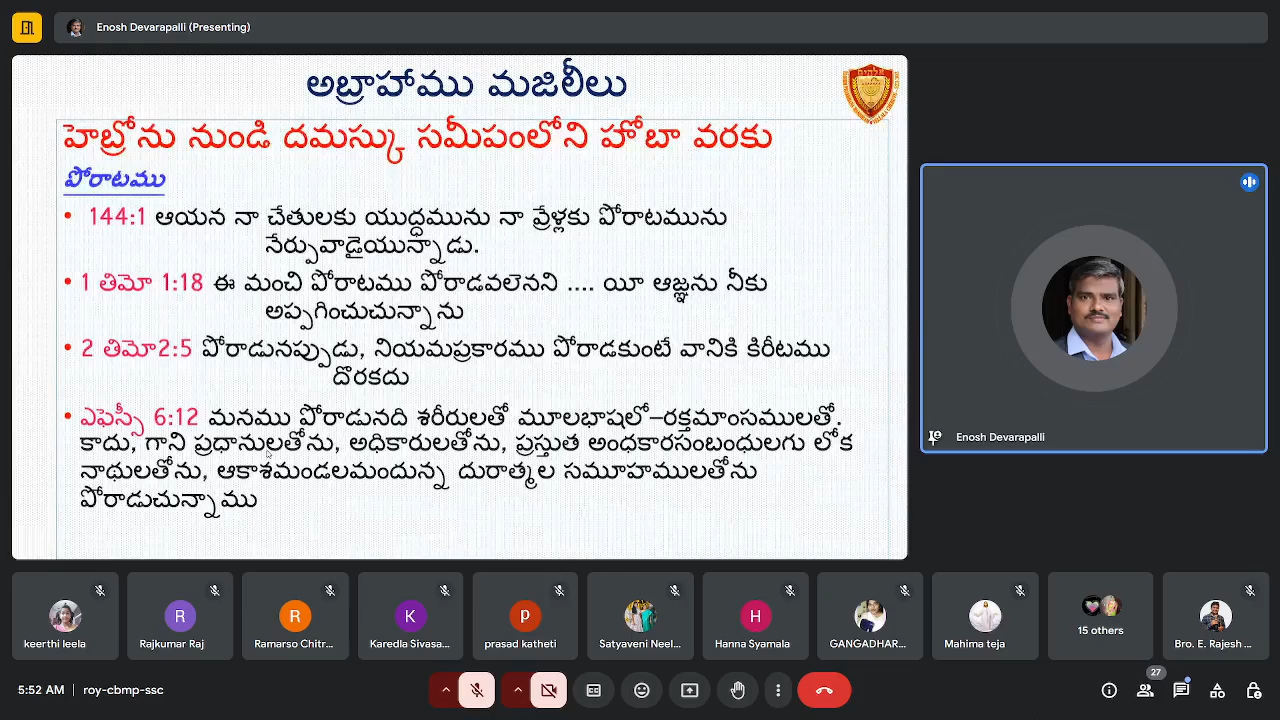 Enosh Devarapalli (Presenting)
అబ్రాహాము మజిలీలు
హెబ్రోను నుండి దమస్కు సమీపంలోని హోబా వరకు
పోరాటము
• 144:1 ఆయన నా చేతులకు యుద్ధమును నా వ్రేళ్లకు పోరాటమును
నేర్పువాడైయున్నాడు.
• 1 తిమో 1:18 ఈ మంచి పోరాటము పోరాడవలెనని .... యీ ఆజ్ఞను నీకు
అప్పగించుచున్నాను
• 2 తిమో2:5 పోరాడునప్పుడు, నియమప్రకారము పోరాడకుంటే వానికి కిరీటము
దొరకదు
• ఎఫెస్సీ 6:12 మనము పోరాడునది శరీరులతో మూలభాషలో–రక్తమాంసములతో.
కాదు, గాని ప్రధానులతోను, అధికారులతోను, ప్రస్తుత అంధకారసంబంధులగు లోక
నాథులతోను, ఆకాశమండలమందున్న దురాత్మల సమూహములతోను
పోరాడుచున్నాము
Enosh Devarapalli
keerthi leela
R
Rajkumar Raj
R
Ramarso Chitr...
K
Karedla Sivasa...
p
prasad katheti
Satyaveni Neel...
H
Hanna Syamala
GANGADHAR...
Mahima teja
15 others
Bro. E. Rajesh ...
5:52 AM | roy-cbmp-ssc
27